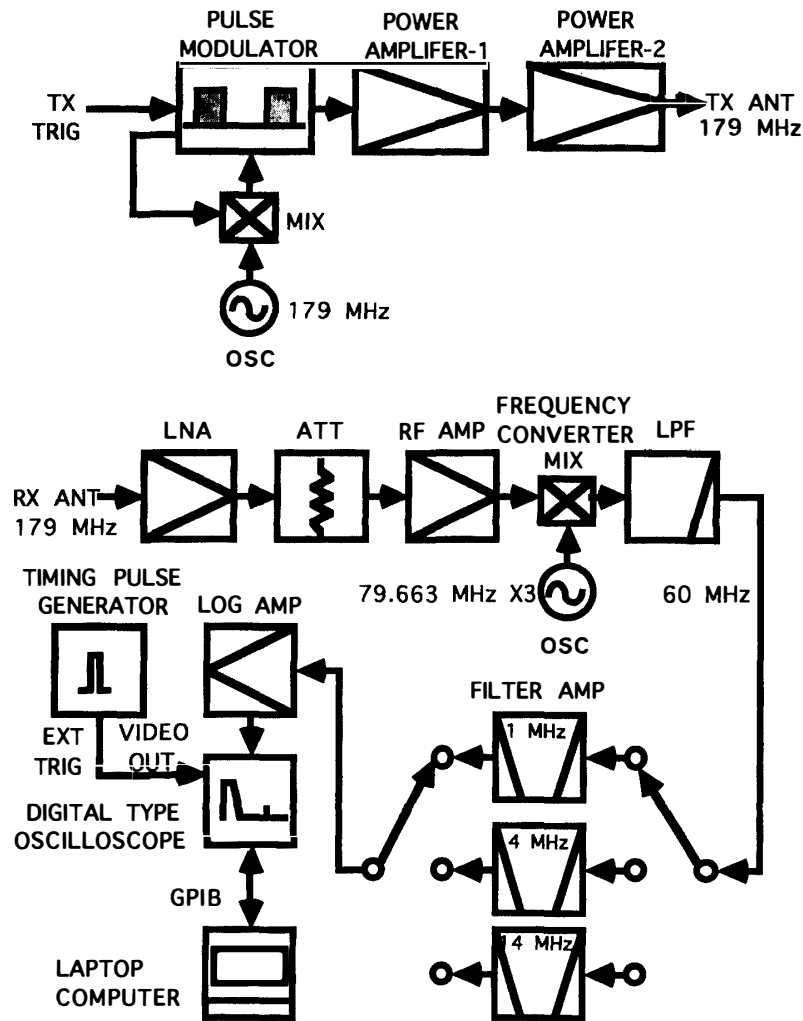 PULSE
MODULATOR
POWER
AMPLIFER-1
POWER
AMPLIFER-2
TX
TRIG
TX ANT
179 MHz
MIX
179 MHz
OSC
LNA
ATT
RF AMP
FREQUENCY
CONVERTER
MIX
LPF
RX ANT
179 MHz
79.663 MHz X3
OSC
60 MHz
TIMING PULSE
GENERATOR
LOG AMP
FILTER AMP
1 MHz
4 MHz
14 MHz
EXT
TRIG
VIDEO
OUT
DIGITAL TYPE
OSCILLOSCOPE
GPIB
LAPTOP
COMPUTER